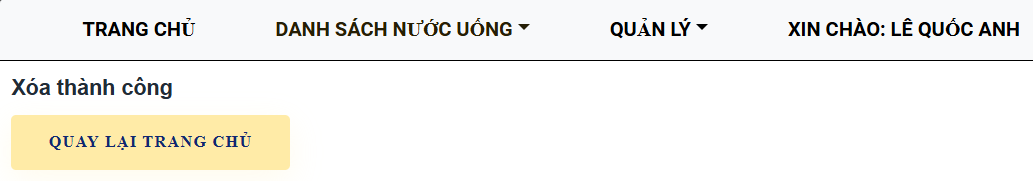 TRANG CHỦ DANH SÁCH NƯỚC UỐNG QUẢN LÝ XIN CHÀO: LÊ QUỐC ANH
Xóa thành công
QUAY LẠI TRANG CHỦ